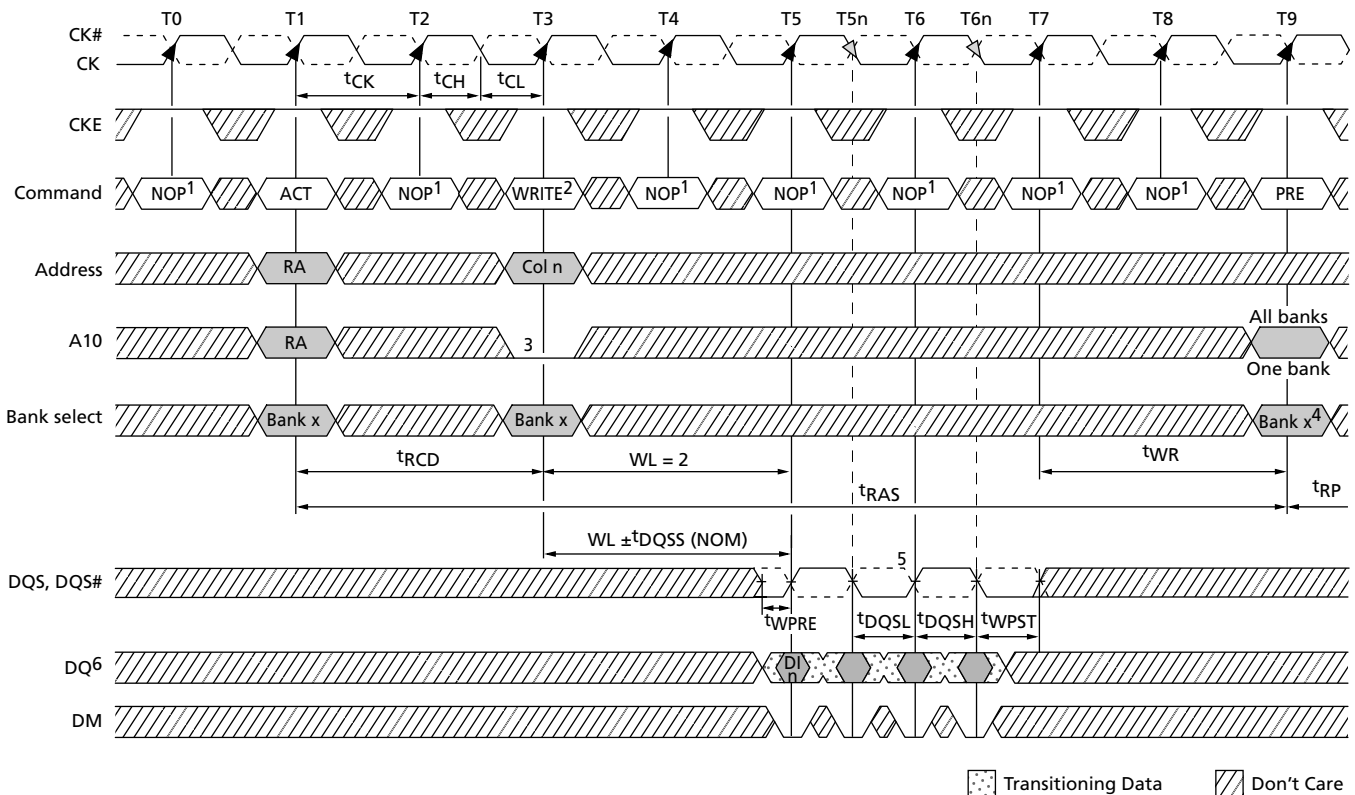 T0 T1 T2 T3 T4 T5 T5n T6 T6n T7 T8 T9
CK#
CK
tCK tCH tCL
CKE
Command NOP1 ACT NOP1 WRITE2 NOP1 NOP1 NOP1 NOP1 NOP1 PRE
Address RA Col n
All banks
A10 RA 3
One bank
Bank select Bank x Bank x Bank x4
tRCD WL = 2 tWR
tRAS tRP
WL ±tDQSS (NOM)
5
DQS, DQS#
tWPRE tDQSL tDQSH tWPST
DQ6 DI
n
DM
Transitioning Data Don't Care